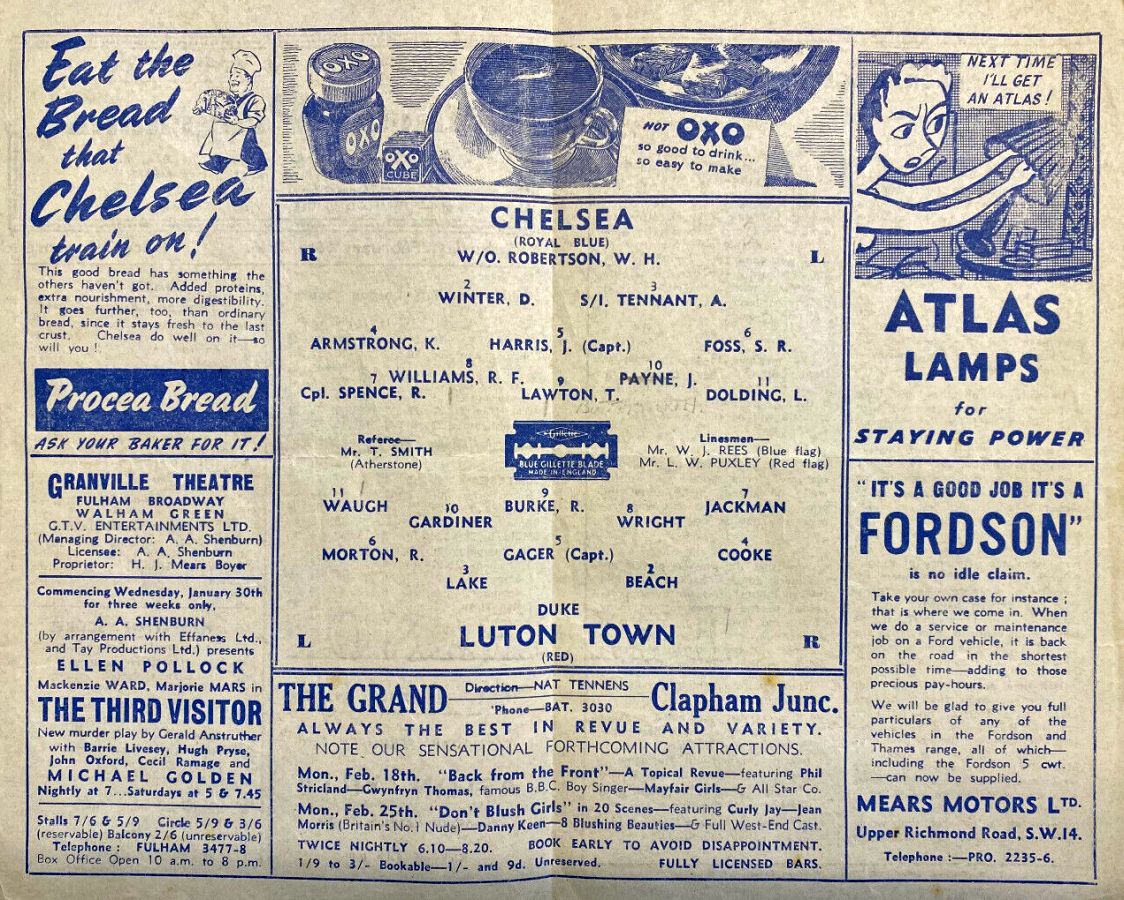 Eat the
Bread
that
Chelsea
train on!
This good bread has something the
others haven't got. Added proteins,
extra nourishment, more digestibility.
It goes further, too, than ordinary
bread, since it stays fresh to the last
crust. Chelsea do well on it—so
will you!
Procea Bread
ASK YOUR BAKER FOR IT!
GRANVILLE THEATRE
FULHAM BROADWAY
WALHAM GREEN
G.T.V. ENTERTAINMENTS LTD.
(Managing Director: A. A. Shenburn)
Licensee: A. A. Shenburn
Proprietor: H. J. Mears Boyer
Commencing Wednesday, January 30th
for three weeks only,
A. A. SHENBURN
(by arrangement with Effaness Ltd.,
and Tay Productions Ltd.) presents
ELLEN POLLOCK
Mackenzie WARD, Marjorie MARS in
THE THIRD VISITOR
New murder play by Gerald Anstruther
with Barrie Livesey, Hugh Pryse,
John Oxford, Cecil Ramage and
MICHAEL GOLDEN
Nightly at 7...Saturdays at 5 & 7.45
Stalls 7/6 & 5/9 Circle 5/9 & 3/6
(reservable) Balcony 2/6 (unreservable)
Telephone: FULHAM 3477-8
Box Office Open 10 a.m. to 8 p.m.
OXO
OXO
OXO
CUBE
HOT OXO
so good to drink...
so easy to make
CHELSEA
(ROYAL BLUE)
R W/O. ROBERTSON, W. H. L
2 3
WINTER, D. S/I. TENNANT, A.
4 5 6
ARMSTRONG, K. HARRIS, J. (Capt.) FOSS, S. R.
8 10
WILLIAMS, R. F. PAYNE, J.
7 9 11
Cpl. SPENCE, R. LAWTON, T. DOLDING, L.
Referee—
Mr. T. SMITH
(Atherstone)
Gillette
BLUE GILLETTE BLADE
MADE IN ENGLAND
Linesmen—
Mr. W. J. REES (Blue flag)
Mr. L. W. PUXLEY (Red flag)
11 9 7
WAUGH BURKE, R. JACKMAN
10 8
GARDINER WRIGHT
6 5 4
MORTON, R. GAGER (Capt.) COOKE
3 2
LAKE BEACH
DUKE
L LUTON TOWN R
(RED)
THE GRAND Direction—NAT TENNENS Clapham Junc.
'Phone—BAT. 3030
ALWAYS THE BEST IN REVUE AND VARIETY.
NOTE OUR SENSATIONAL FORTHCOMING ATTRACTIONS.
Mon., Feb. 18th. "Back from the Front"—A Topical Revue—featuring Phil
Strickland—Gwynfryn Thomas, famous B.B.C. Boy Singer—Mayfair Girls—& All Star Co.
Mon., Feb. 25th. "Don't Blush Girls" in 20 Scenes—featuring Curly Jay—Jean
Morris (Britain's No. 1 Nude)—Danny Keen—8 Blushing Beauties—& Full West-End Cast.
TWICE NIGHTLY 6.10—8.20. BOOK EARLY TO AVOID DISAPPOINTMENT.
1/9 to 3/- Bookable—1/- and 9d. Unreserved. FULLY LICENSED BARS.
NEXT TIME
I'LL GET
AN ATLAS!
ATLAS
LAMPS
for
STAYING POWER
"IT'S A GOOD JOB IT'S A
FORDSON"
is no idle claim.
Take your own case for instance;
that is where we come in. When
we do a service or maintenance
job on a Ford vehicle, it is back
on the road in the shortest
possible time—adding to those
precious pay-hours.
We will be glad to give you full
particulars of any of the
vehicles in the Fordson and
Thames range, all of which—
including the Fordson 5 cwt.
—can now be supplied.
MEARS MOTORS LTD.
Upper Richmond Road, S.W.14.
Telephone:—PRO. 2235-6.